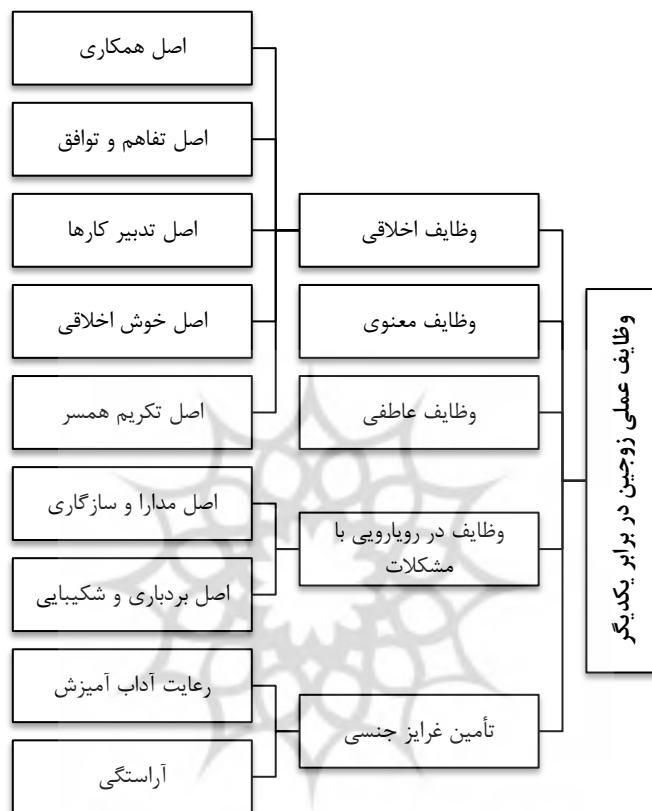 وظایف عملی زوجین در برابر یکدیگر
وظایف اخلاقی
اصل همکاری
اصل تفاهم و توافق
اصل تدبیر کارها
اصل خوش اخلاقی
اصل تکریم همسر
وظایف معنوی
وظایف عاطفی
وظایف در رویارویی با
مشکلات
اصل مدارا و سازگاری
اصل بردباری و شکیبایی
تأمین غرایز جنسی
رعایت آداب آمیزش
آراستگی